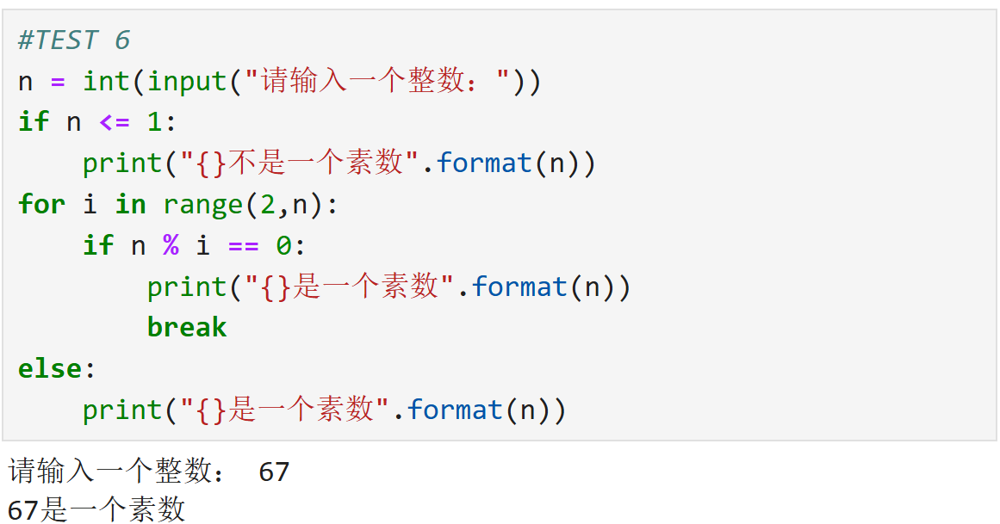 #TEST 6
n = int(input("请输入一个整数："))
if n <= 1:
    print("{}不是一个素数".format(n))
for i in range(2,n):
    if n % i == 0:
        print("{}是一个素数".format(n))
        break
else:
    print("{}是一个素数".format(n))
请输入一个整数： 67
67是一个素数